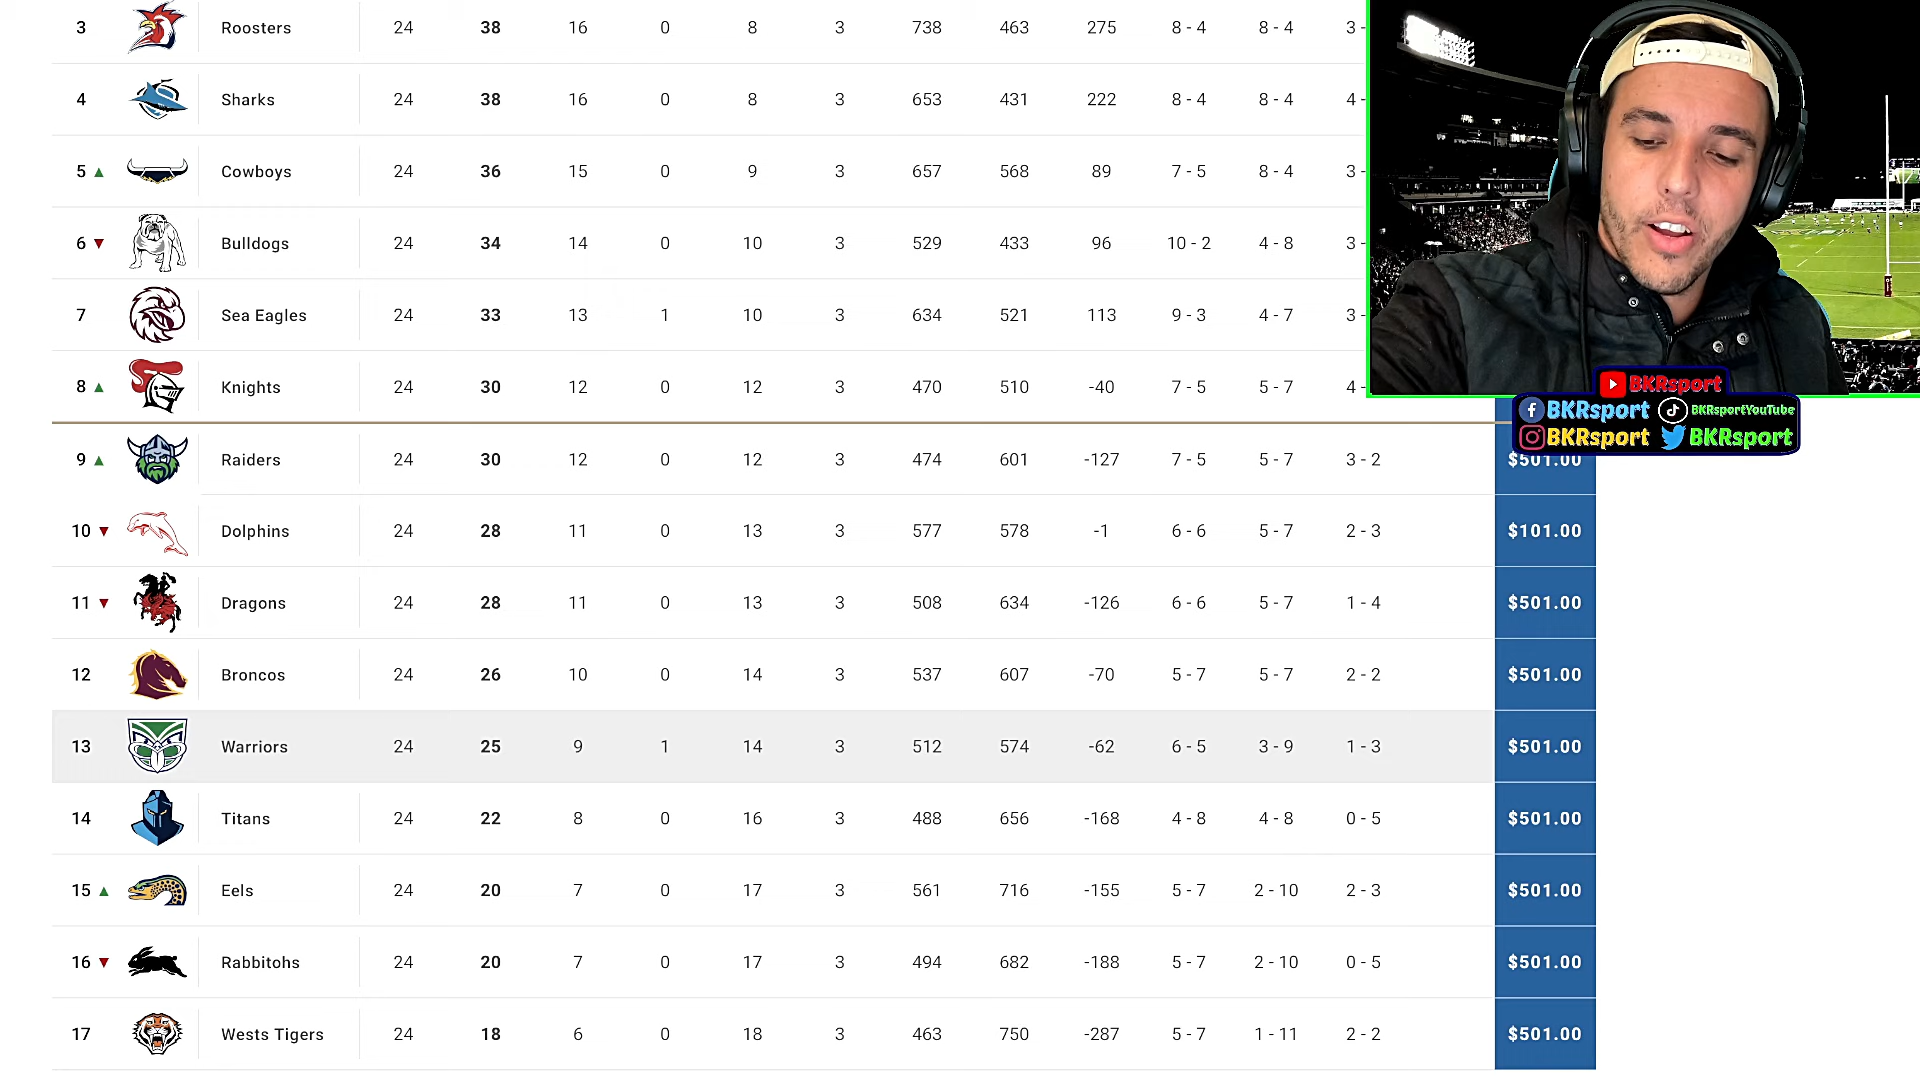 3 Roosters 24 38 16 0 8 3 738 463 275 8 - 4 8 - 4 3 -
4 Sharks 24 38 16 0 8 3 653 431 222 8 - 4 8 - 4 4 -
5 Cowboys 24 36 15 0 9 3 657 568 89 7 - 5 8 - 4 3 -
6 Bulldogs 24 34 14 0 10 3 529 433 96 10 - 2 4 - 8 3 -
7 Sea Eagles 24 33 13 1 10 3 634 521 113 9 - 3 4 - 7 3 -
8 Knights 24 30 12 0 12 3 470 510 -40 7 - 5 5 - 7 4 -
BKRsport
BKRsport BKRsportYouTube
BKRsport BKRsport
9 Raiders 24 30 12 0 12 3 474 601 -127 7 - 5 5 - 7 3 - 2 $501.00
10 Dolphins 24 28 11 0 13 3 577 578 -1 6 - 6 5 - 7 2 - 3 $101.00
11 Dragons 24 28 11 0 13 3 508 634 -126 6 - 6 5 - 7 1 - 4 $501.00
12 Broncos 24 26 10 0 14 3 537 607 -70 5 - 7 5 - 7 2 - 2 $501.00
13 Warriors 24 25 9 1 14 3 512 574 -62 6 - 5 3 - 9 1 - 3 $501.00
14 Titans 24 22 8 0 16 3 488 656 -168 4 - 8 4 - 8 0 - 5 $501.00
15 Eels 24 20 7 0 17 3 561 716 -155 5 - 7 2 - 10 2 - 3 $501.00
16 Rabbitohs 24 20 7 0 17 3 494 682 -188 5 - 7 2 - 10 0 - 5 $501.00
17 Wests Tigers 24 18 6 0 18 3 463 750 -287 5 - 7 1 - 11 2 - 2 $501.00